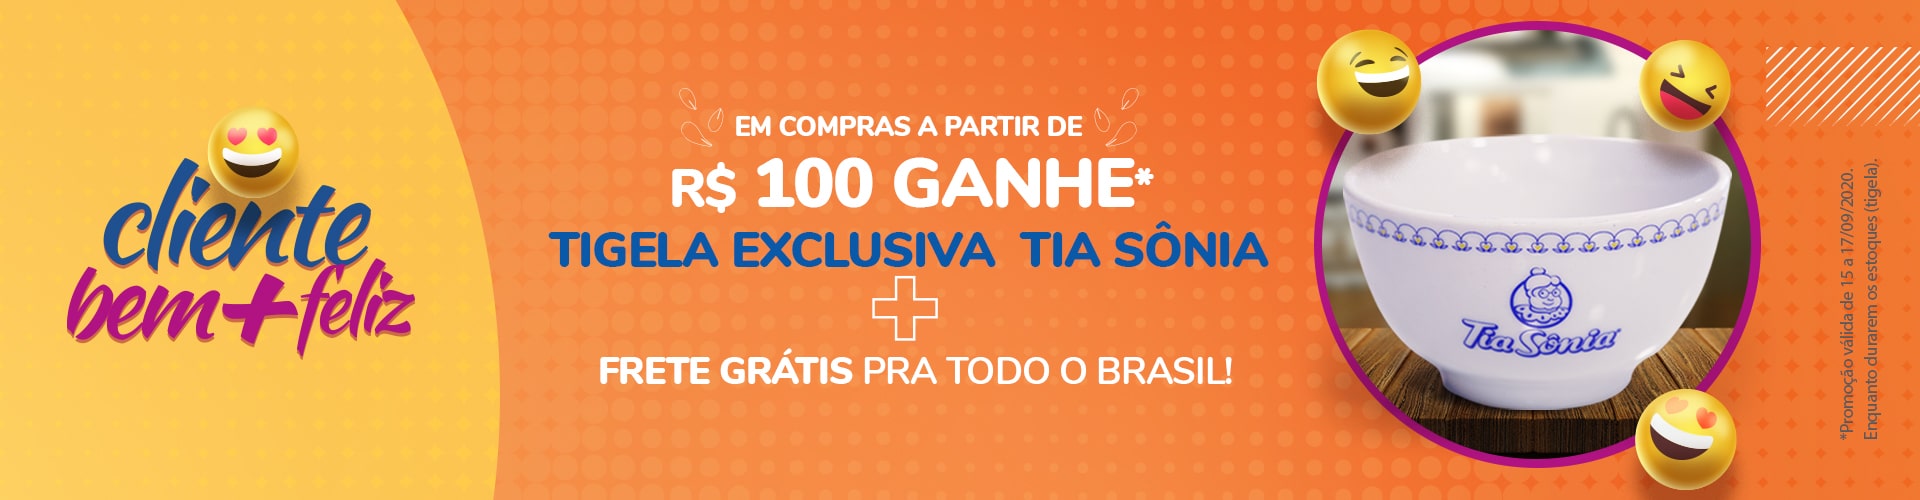 cliente
bem+feliz
EM COMPRAS A PARTIR DE
R$ 100 GANHE*
TIGELA EXCLUSIVA TIA SÔNIA
+
FRETE GRÁTIS PRA TODO O BRASIL!
Tia Sônia
*Promoção válida de 15 a 17/09/2020.
Enquanto durarem os estoques (tigela).